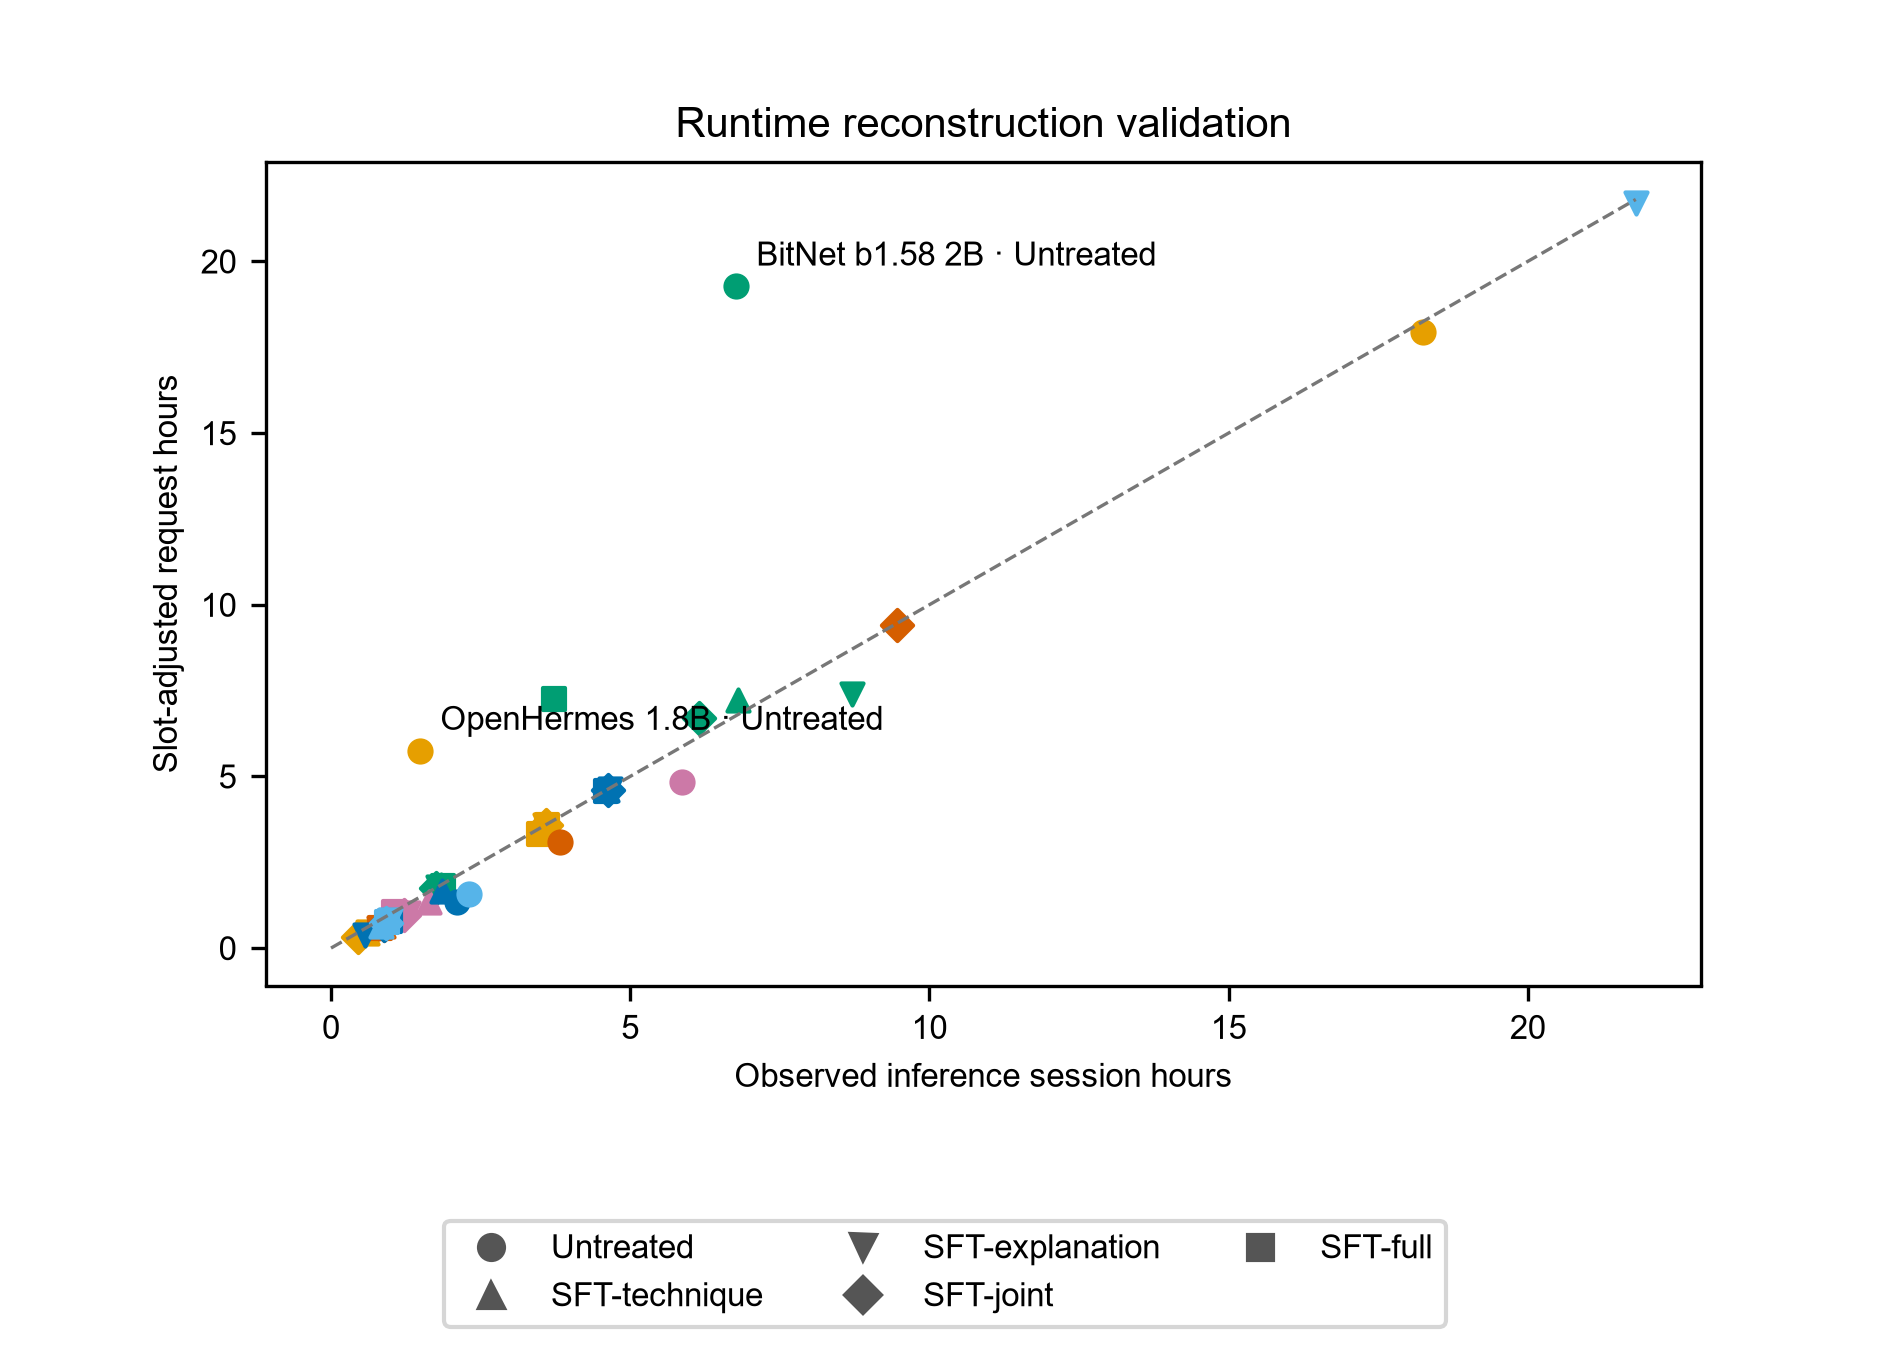 Runtime reconstruction validation
BitNet b1.58 2B · Untreated
OpenHermes 1.8B · Untreated
Slot-adjusted request hours
20
15
10
5
0
0 5 10 15 20
Observed inference session hours
Untreated SFT-explanation SFT-full
SFT-technique SFT-joint